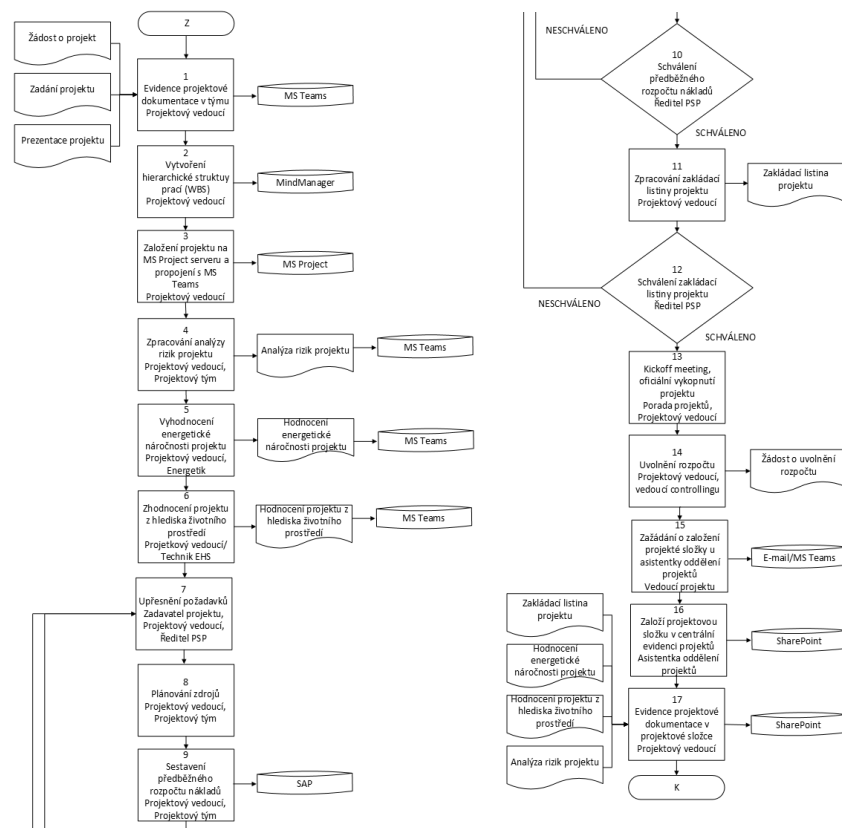 Z
Žádost o projekt
Zadání projektu
Prezentace projektu
1
Evidence projektové
dokumentace v týmu
Projektový vedoucí
MS Teams
2
Vytvoření
hierarchické struktuy
prací (WBS)
Projektový vedoucí
MindManager
3
Založení projektu na
MS Project serveru a
propojení s MS
Teams
Projektový vedoucí
MS Project
4
Zpracování analýzy
rizik projektu
Projektový vedoucí,
Projektový tým
Analýza rizik projektu
MS Teams
5
Vyhodnocení
energetické
náročnosti projektu
Projektový vedoucí,
Energetik
Hodnocení
energetické
náročnosti projektu
MS Teams
6
Zhodnocení projektu
z hlediska životního
prostředí
Projetkový vedoucí/
Technik EHS
Hodnocení projektu z
hlediska životního
prostředí
MS Teams
7
Upřesnění požadavků
Zadavatel projektu,
Projektový vedoucí,
Ředitel PSP
8
Plánování zdrojů
Projektový vedoucí,
Projektový tým
9
Sestavení
předběžného
rozpočtu nákladů
Projektový vedoucí,
Projektový tým
SAP
NESCHVÁLENO
10
Schválení
předběžného
rozpočtu nákladů
Ředitel PSP
SCHVÁLENO
11
Zpracování zakládací
listiny projektu
Projektový vedoucí
Zakládací listina
projektu
12
Schválení zakládací
listiny projektu
Ředitel PSP
NESCHVÁLENO
SCHVÁLENO
13
Kickoff meeting,
oficiální vykopnutí
projektu
Porada projektů,
Projektový vedoucí
14
Uvolnění rozpočtu
Projektový vedoucí,
vedoucí controllingu
Žádost o uvolnění
rozpočtu
15
Zažádání o založení
projekté složky u
asistentky oddělení
projektů
Vedoucí projektu
E-mail/MS Teams
16
Založí projektovou
složku v centrální
evidenci projektů
Asistentka oddělení
projektů
SharePoint
Zakládací listina
projektu
Hodnocení
energetické
náročnosti projektu
Hodnocení projektu z
hlediska životního
prostředí
Analýza rizik projektu
17
Evidence projektové
dokumentace v
projektové složce
Projektový vedoucí
SharePoint
K